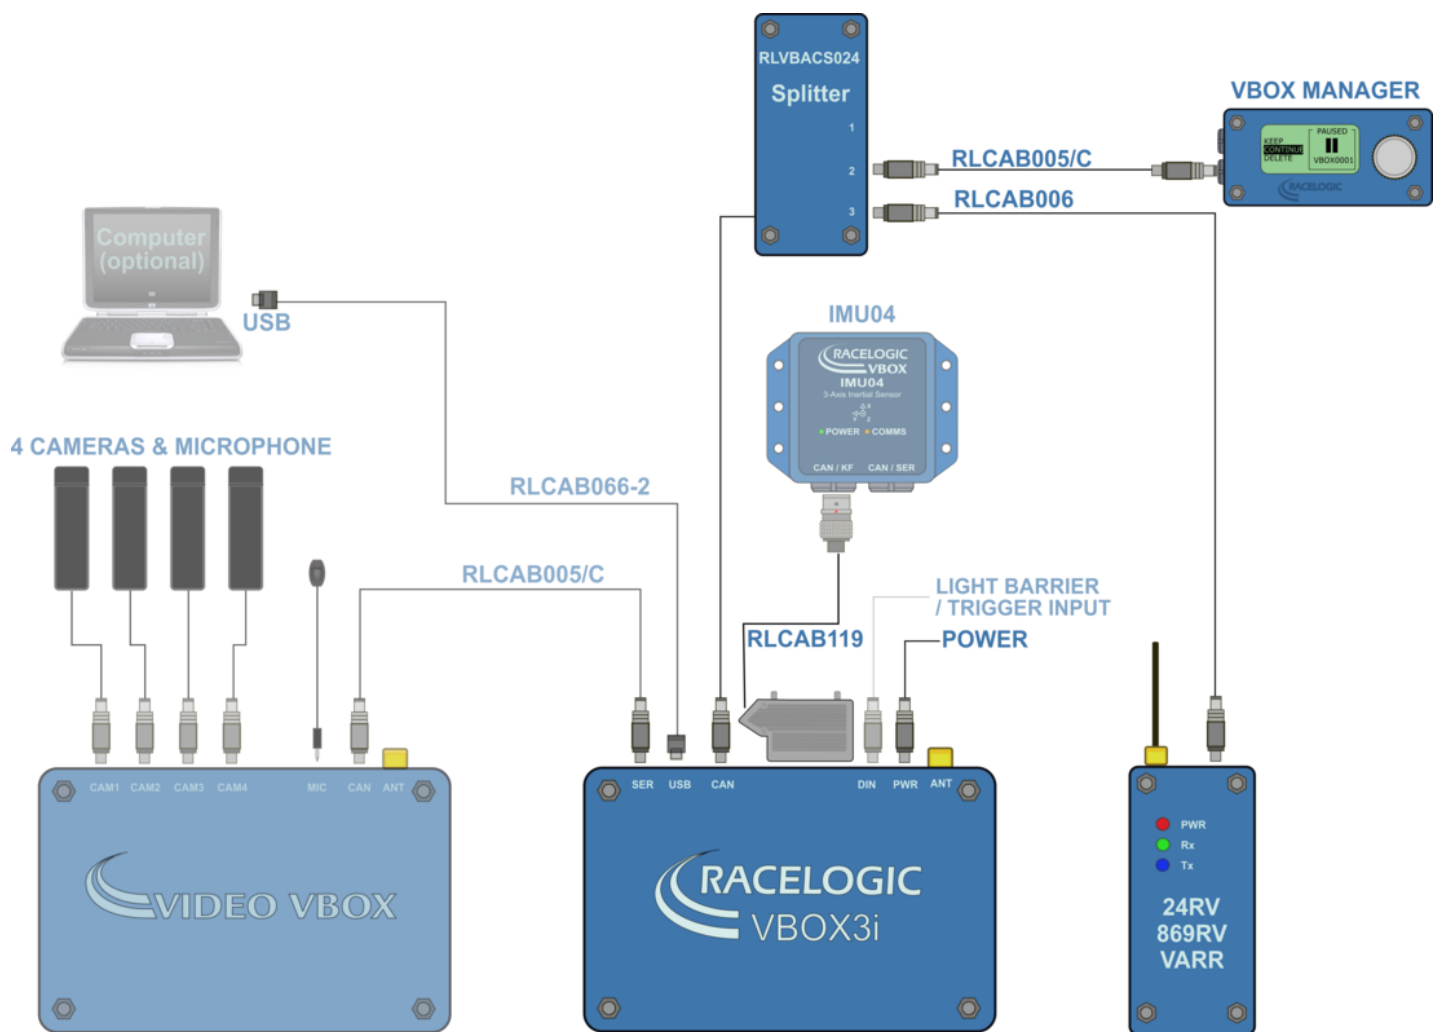 RLVBACS024
Splitter
1
2
3
VBOX MANAGER
KEEP
CONTINUE
DELETE
PAUSED
VBOX0001
RACELOGIC
RLCAB005/C
RLCAB006
Computer
(optional)
USB
IMU04
RACELOGIC
VBOX
IMU04
3-Axis Inertial Sensor
X
Y
Z
POWER
COMMS
CAN / KF
CAN / SER
4 CAMERAS & MICROPHONE
RLCAB066-2
RLCAB005/C
RLCAB119
LIGHT BARRIER
/ TRIGGER INPUT
POWER
CAM1 CAM2 CAM3 CAM4 MIC CAN ANT
VIDEO VBOX
SER USB CAN DIN PWR ANT
RACELOGIC
VBOX3i
PWR
Rx
Tx
24RV
869RV
VARR